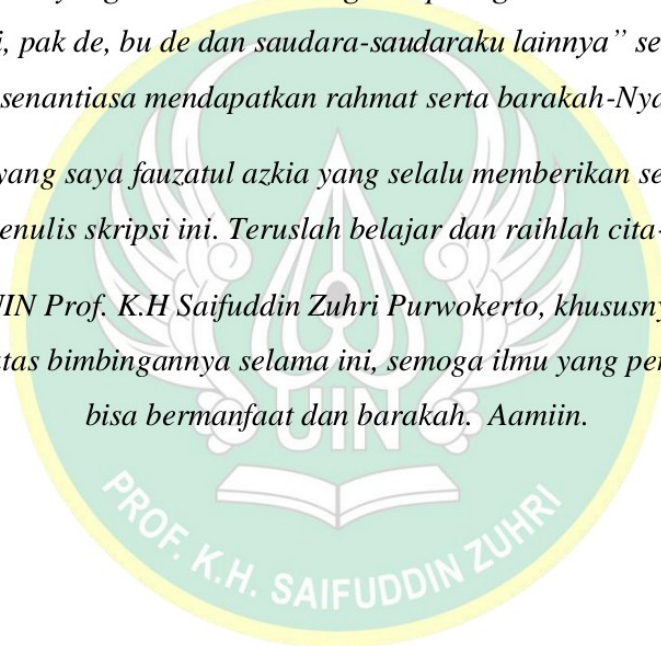 i, pak de, bu de dan saudara-saudaraku lainnya” se
senantiasa mendapatkan rahmat serta barakah-Nya
yang saya fauzatul azkia yang selalu memberikan se
enulis skripsi ini. Teruslah belajar dan raihlah cita-
UIN Prof. K.H Saifuddin Zuhri Purwokerto, khususny
atas bimbingannya selama ini, semoga ilmu yang pe
bisa bermanfaat dan barakah. Aamiin.
UIN
PROF. K.H. SAIFUDDIN ZUHRI